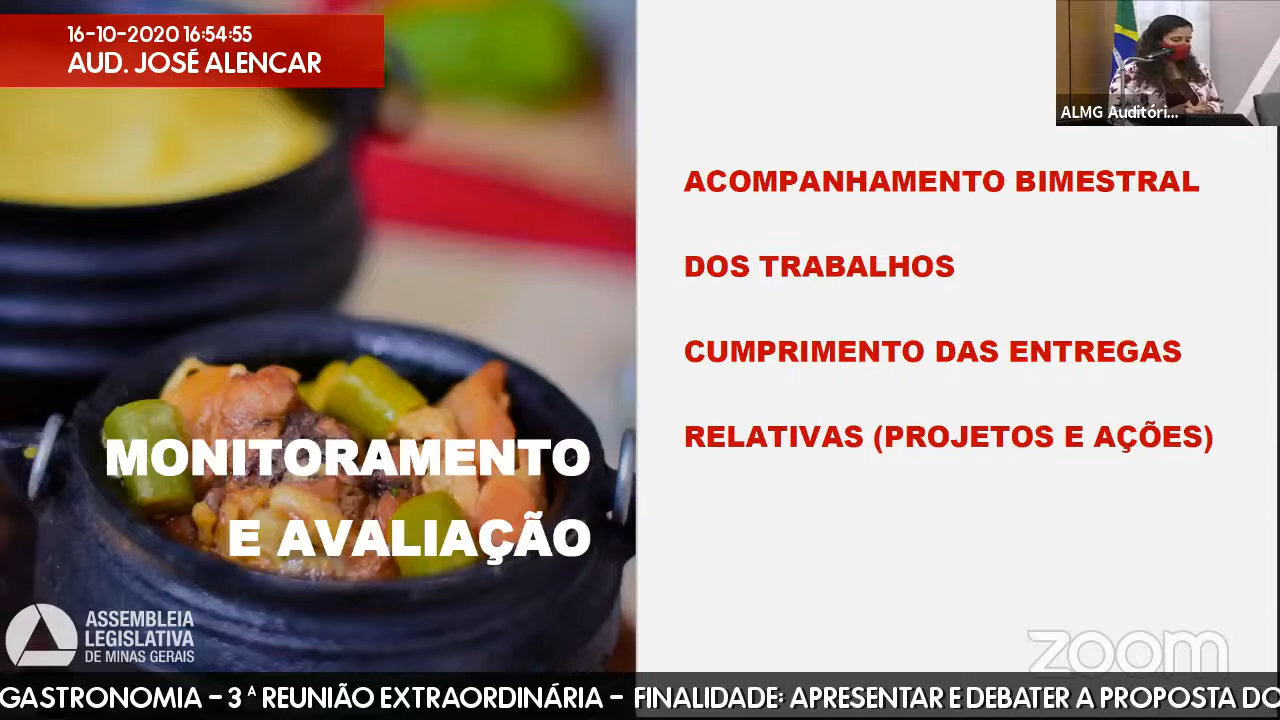 16-10-2020 16:54:55
AUD. JOSÉ ALENCAR
ALMG Auditóri...
ACOMPANHAMENTO BIMESTRAL
DOS TRABALHOS
CUMPRIMENTO DAS ENTREGAS
RELATIVAS (PROJETOS E AÇÕES)
MONITORAMENTO
E AVALIAÇÃO
ASSEMBLEIA
LEGISLATIVA
DE MINAS GERAIS
zoom
GASTRONOMIA - 3ª REUNIÃO EXTRAORDINÁRIA - FINALIDADE: APRESENTAR E DEBATER A PROPOSTA DO